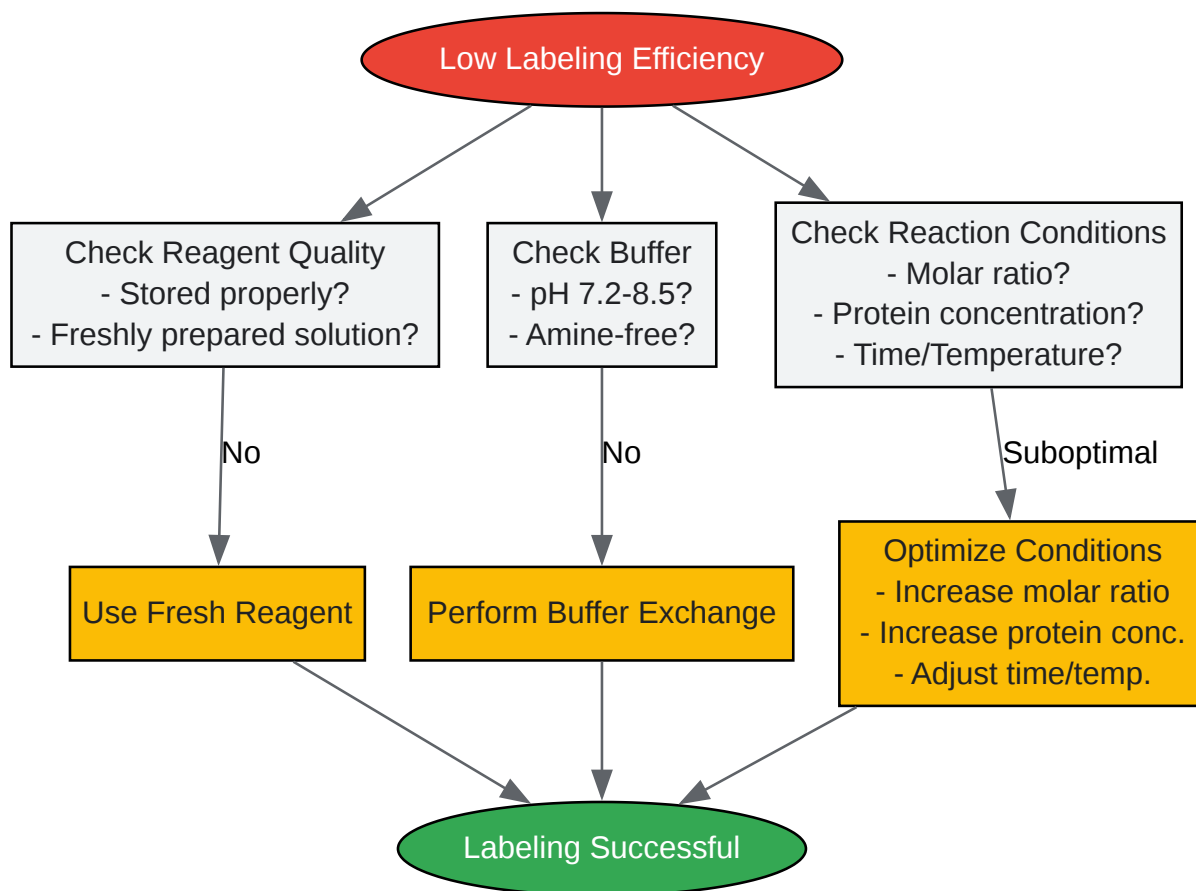 Low Labeling Efficiency
Check Reagent Quality
- Stored properly?
- Freshly prepared solution?
Check Buffer
- pH 7.2-8.5?
- Amine-free?
Check Reaction Conditions
- Molar ratio?
- Protein concentration?
- Time/Temperature?
No
No
Suboptimal
Use Fresh Reagent
Perform Buffer Exchange
Optimize Conditions
- Increase molar ratio
- Increase protein conc.
- Adjust time/temp.
Labeling Successful